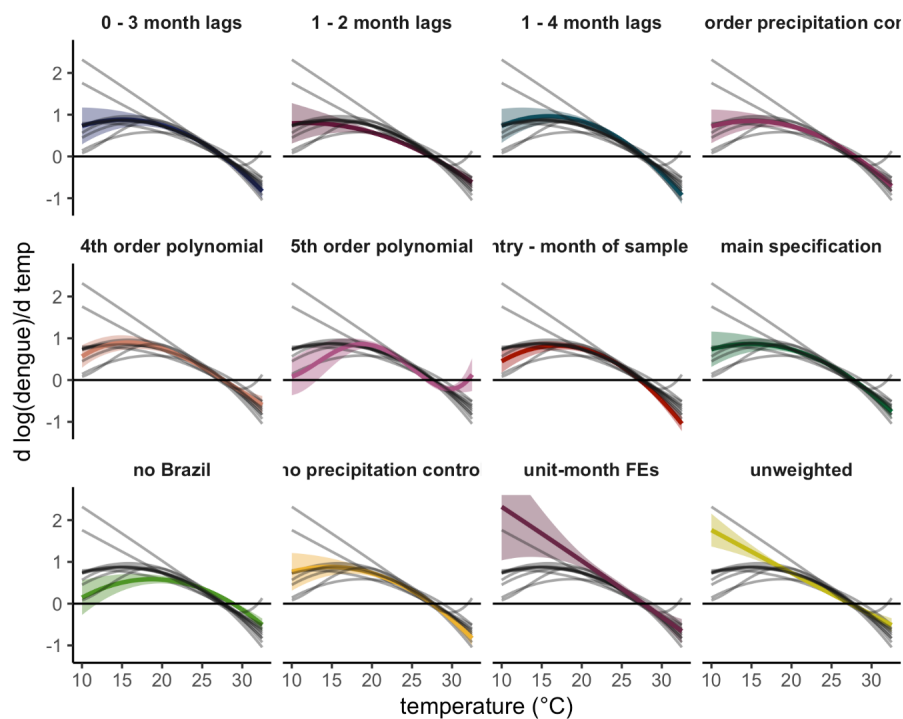 0 - 3 month lags
1 - 2 month lags
1 - 4 month lags
order precipitation cor
2
1
0
-1
4th order polynomial
5th order polynomial
ntry - month of sample
main specification
2
1
0
-1
d log(dengue)/d temp
no Brazil
no precipitation contro
unit-month FEs
unweighted
2
1
0
-1
10 15 20 25 30
10 15 20 25 30
10 15 20 25 30
10 15 20 25 30
temperature (°C)